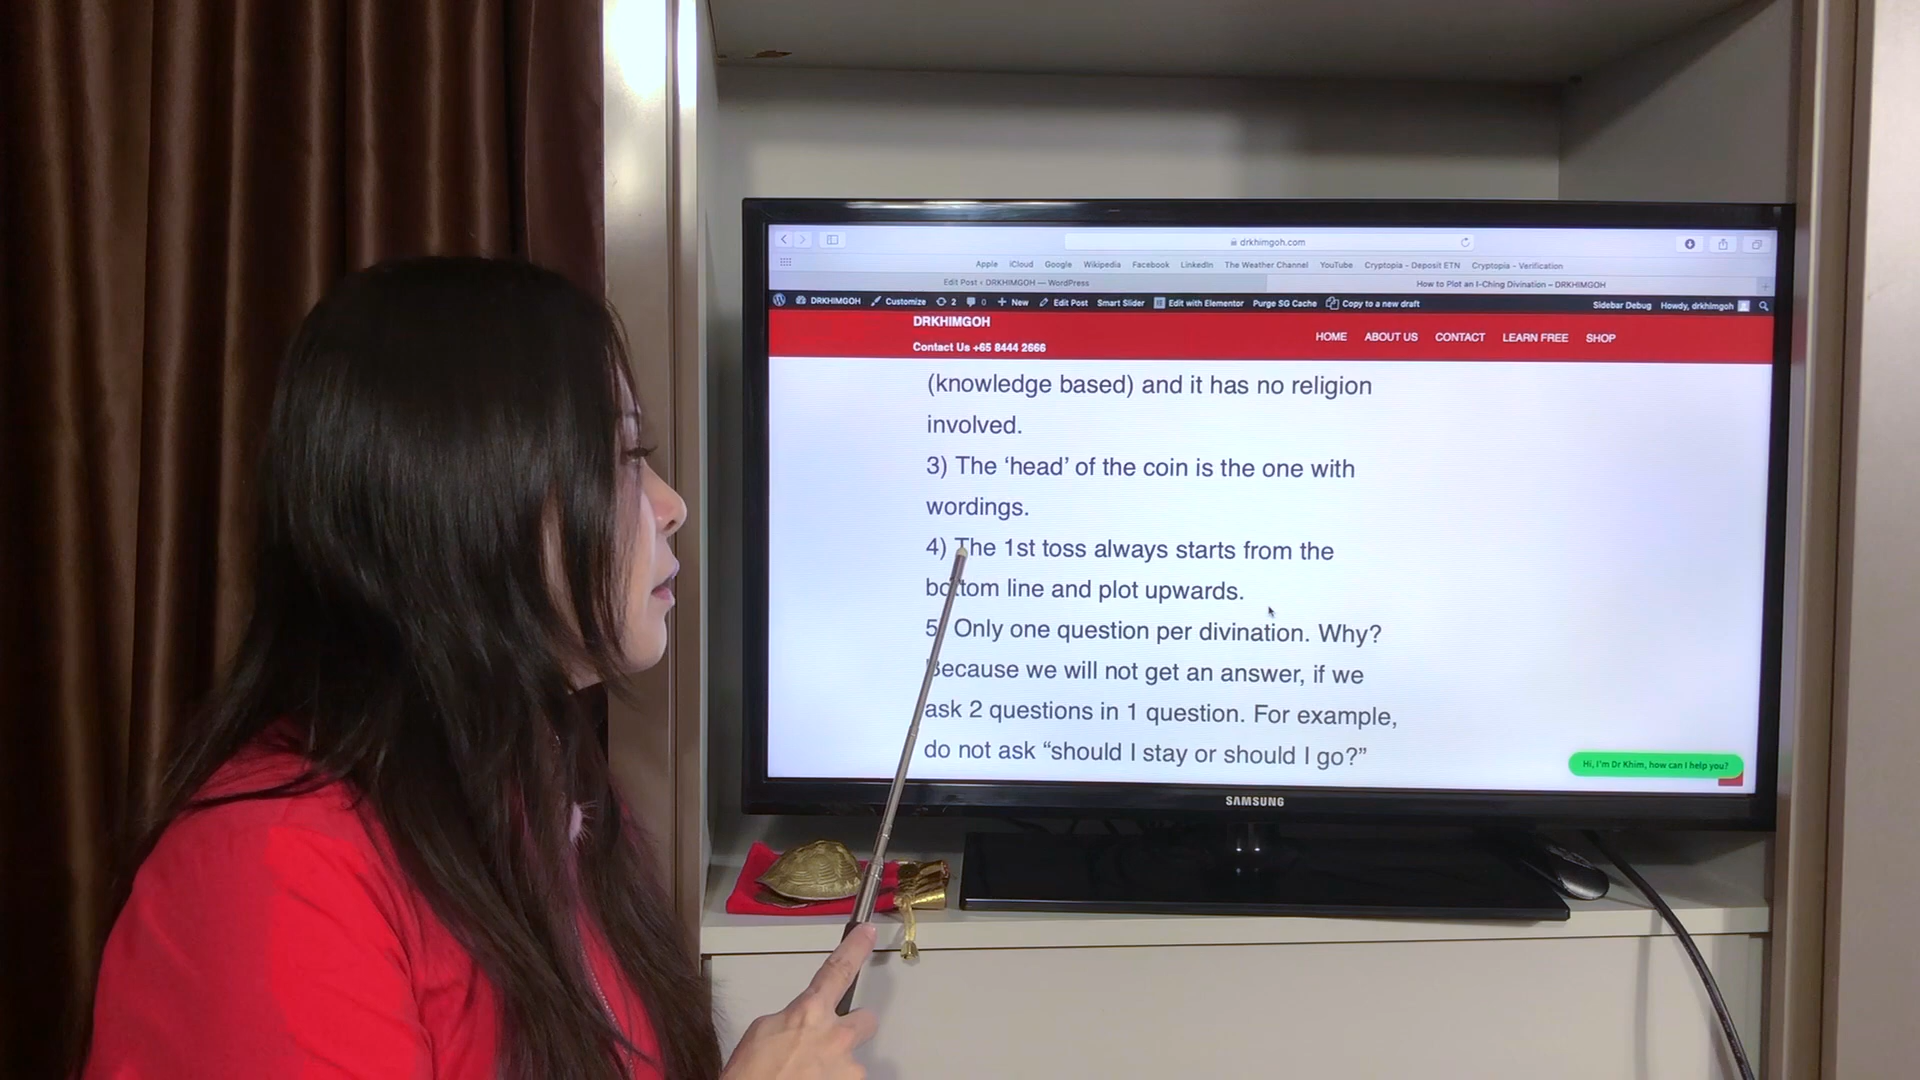 drkhimgoh.com
Apple iCloud Google Wikipedia Facebook LinkedIn The Weather Channel YouTube Cryptopia - Deposit ETN Cryptopia - Verification
Edit Post ‹ DRKHIMGOH — WordPress
How to Plot an I-Ching Divination – DRKHIMGOH
DRKHIMGOH Customize 2 0 New Edit Post Smart Slider Edit with Elementor Purge SG Cache Copy to a new draft Sidebar Debug Howdy, drkhimgoh
DRKHIMGOH
Contact Us +65 8444 2666
HOME ABOUT US CONTACT LEARN FREE SHOP
(knowledge based) and it has no religion
involved.
3) The ‘head’ of the coin is the one with
wordings.
4) The 1st toss always starts from the
bottom line and plot upwards.
5) Only one question per divination. Why?
Because we will not get an answer, if we
ask 2 questions in 1 question. For example,
do not ask “should I stay or should I go?”
Hi, I'm Dr Khim, how can I help you?
SAMSUNG